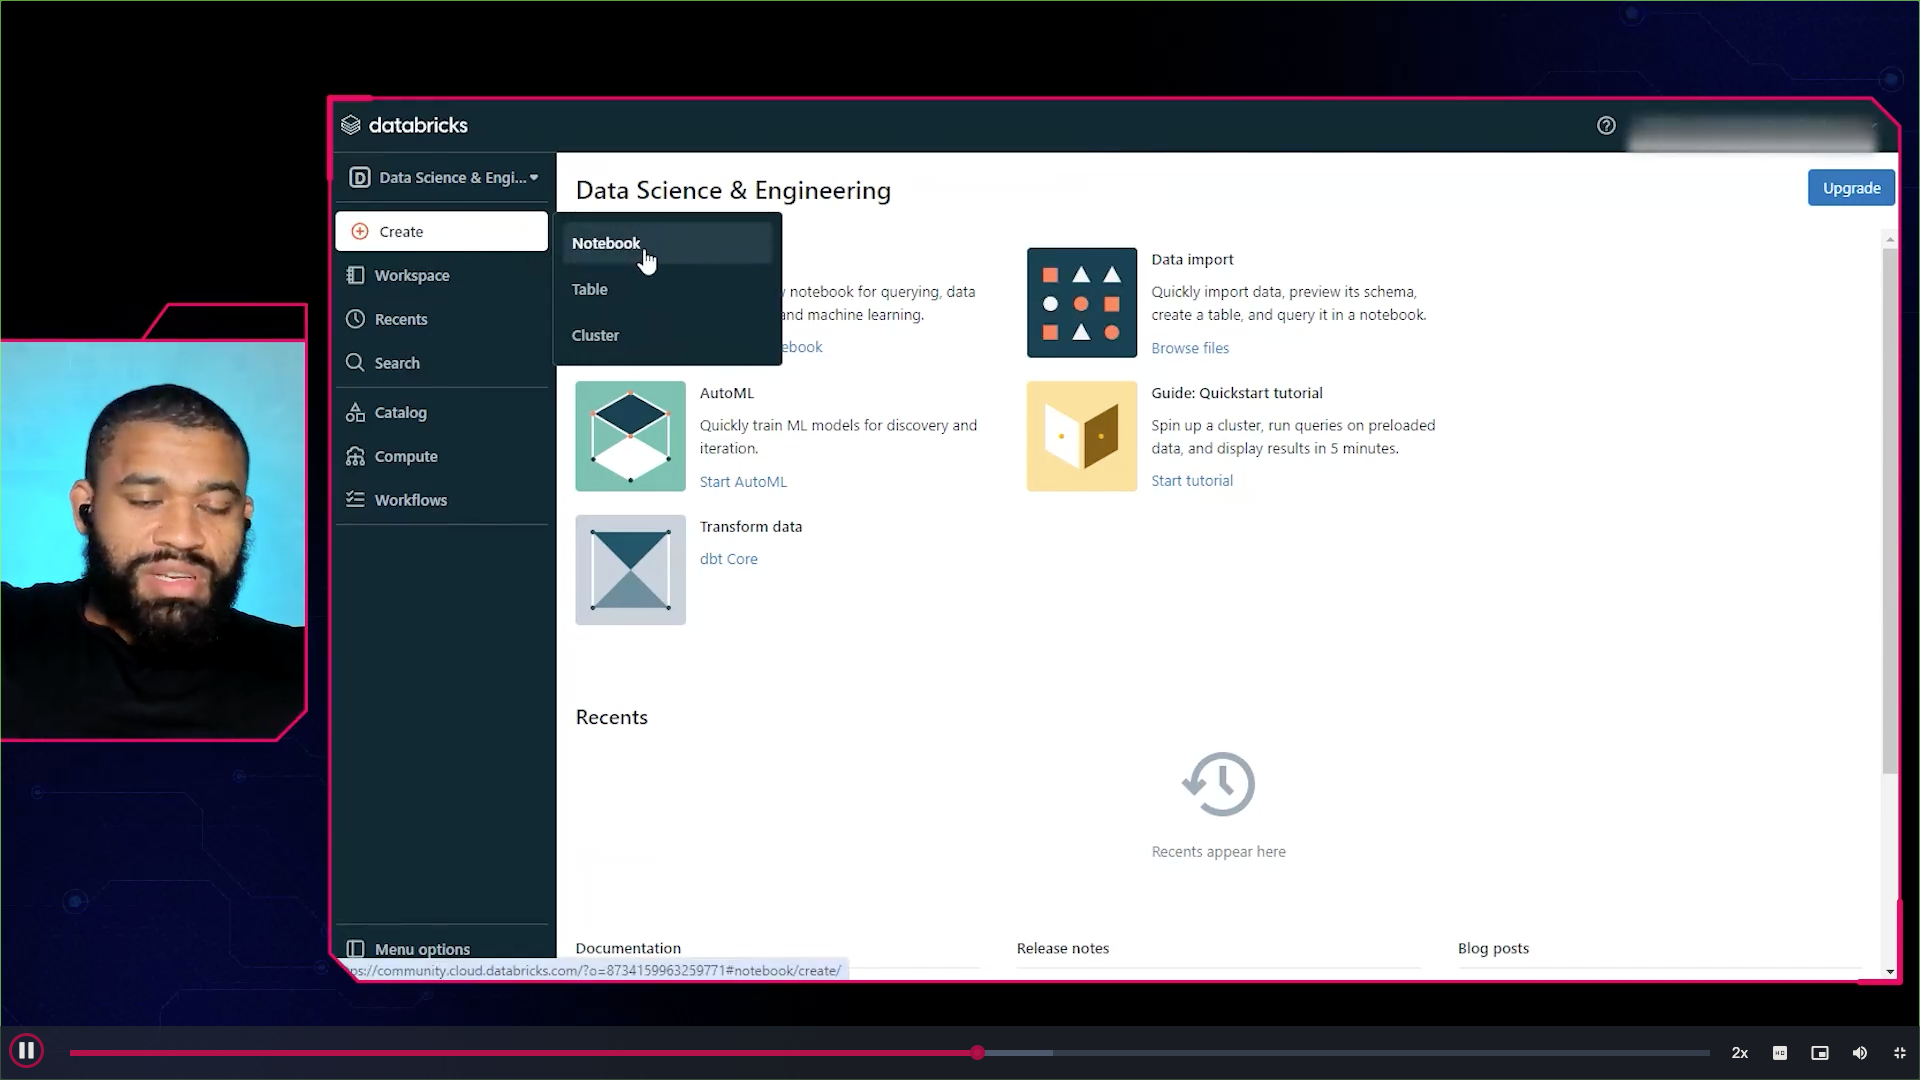 databricks
Data Science & Engi...
Data Science & Engineering
Upgrade
Create
Notebook
Table
Cluster
Workspace
Recents
Search
Catalog
Compute
Workflows
notebook for querying, data
and machine learning.
ebook
Data import
Quickly import data, preview its schema,
create a table, and query it in a notebook.
Browse files
AutoML
Quickly train ML models for discovery and
iteration.
Start AutoML
Guide: Quickstart tutorial
Spin up a cluster, run queries on preloaded
data, and display results in 5 minutes.
Start tutorial
Transform data
dbt Core
Recents
Recents appear here
Menu options
Documentation
Release notes
Blog posts
ps://community.cloud.databricks.com/?o=8734159963259771#notebook/create/
2x
HD